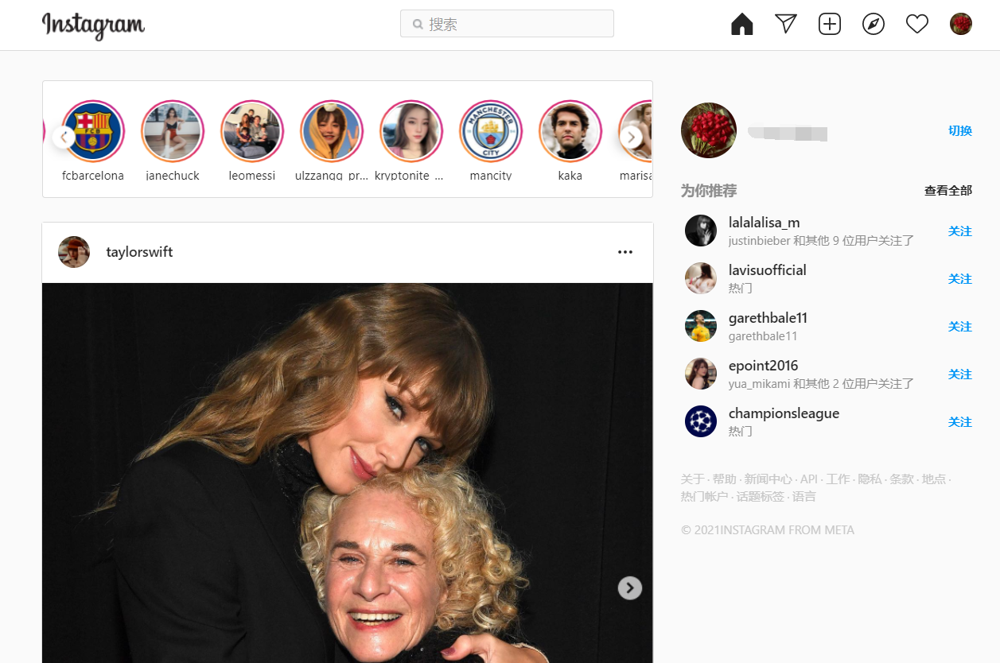 Instagram
搜索
fcbarcelona
janechuck
leomessi
ulzzangg_pr...
kryptonite_...
mancity
kaka
marisa
MANCHESTER
CITY
FCB
切换
为你推荐 查看全部
taylorswift
lalalalisa_m
justinbieber 和其他 9 位用户关注了 关注
lavisuofficial
热门 关注
garethbale11
garethbale11 关注
epoint2016
yua_mikami 和其他 2 位用户关注了 关注
championsleague
热门 关注
关于 · 帮助 · 新闻中心 · API · 工作 · 隐私 · 条款 · 地点 ·
热门帐户 · 话题标签 · 语言
© 2021INSTAGRAM FROM META